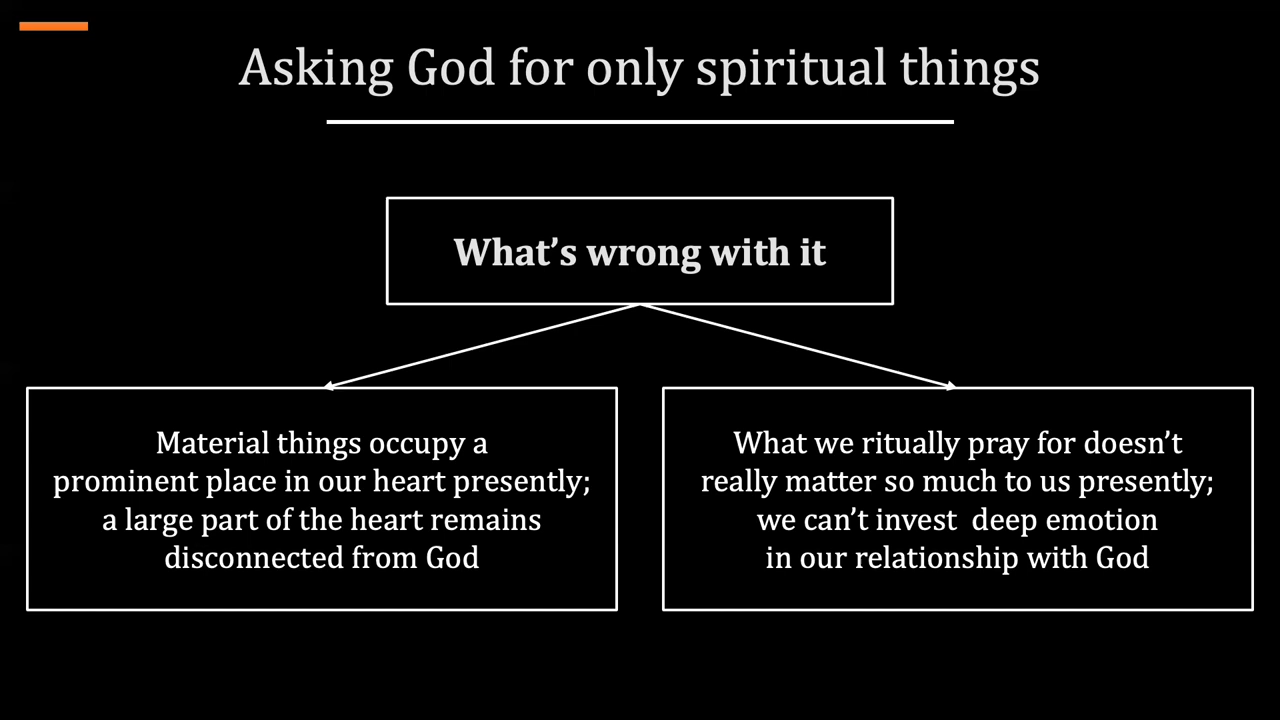 Asking God for only spiritual things
What's wrong with it
Material things occupy a
prominent place in our heart presently;
a large part of the heart remains
disconnected from God
What we ritually pray for doesn't
really matter so much to us presently;
we can't invest  deep emotion
in our relationship with God